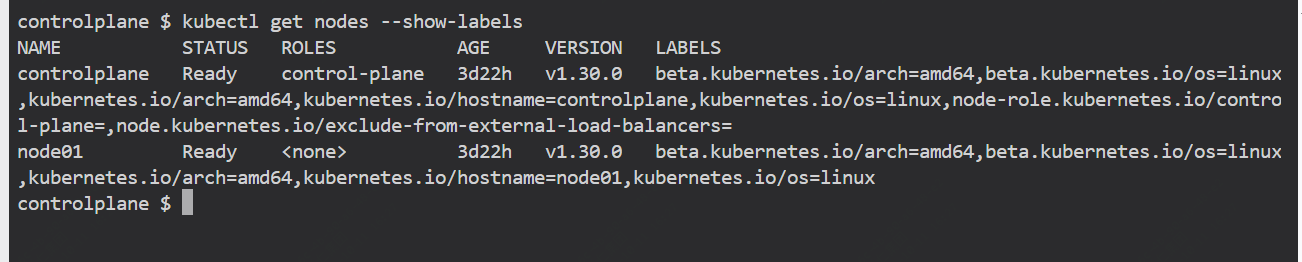 controlplane $ kubectl get nodes --show-labels
NAME           STATUS   ROLES           AGE     VERSION   LABELS
controlplane   Ready    control-plane   3d22h   v1.30.0   beta.kubernetes.io/arch=amd64,beta.kubernetes.io/os=linux
,kubernetes.io/arch=amd64,kubernetes.io/hostname=controlplane,kubernetes.io/os=linux,node-role.kubernetes.io/contro
l-plane=,node.kubernetes.io/exclude-from-external-load-balancers=
node01         Ready    <none>          3d22h   v1.30.0   beta.kubernetes.io/arch=amd64,beta.kubernetes.io/os=linux
,kubernetes.io/arch=amd64,kubernetes.io/hostname=node01,kubernetes.io/os=linux
controlplane $